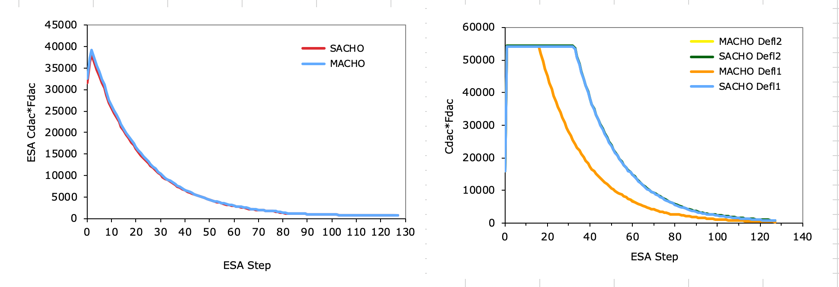 45000
40000
35000
30000
25000
20000
15000
10000
5000
0
ESA Cdac*Fdac
SACHO
MACHO
0 10 20 30 40 50 60 70 80 90 100 110 120 130
ESA Step
60000
50000
40000
30000
20000
10000
0
Cdac*Fdac
MACHO Defl2
SACHO Defl2
MACHO Defl1
SACHO Defl1
0 20 40 60 80 100 120 140
ESA Step